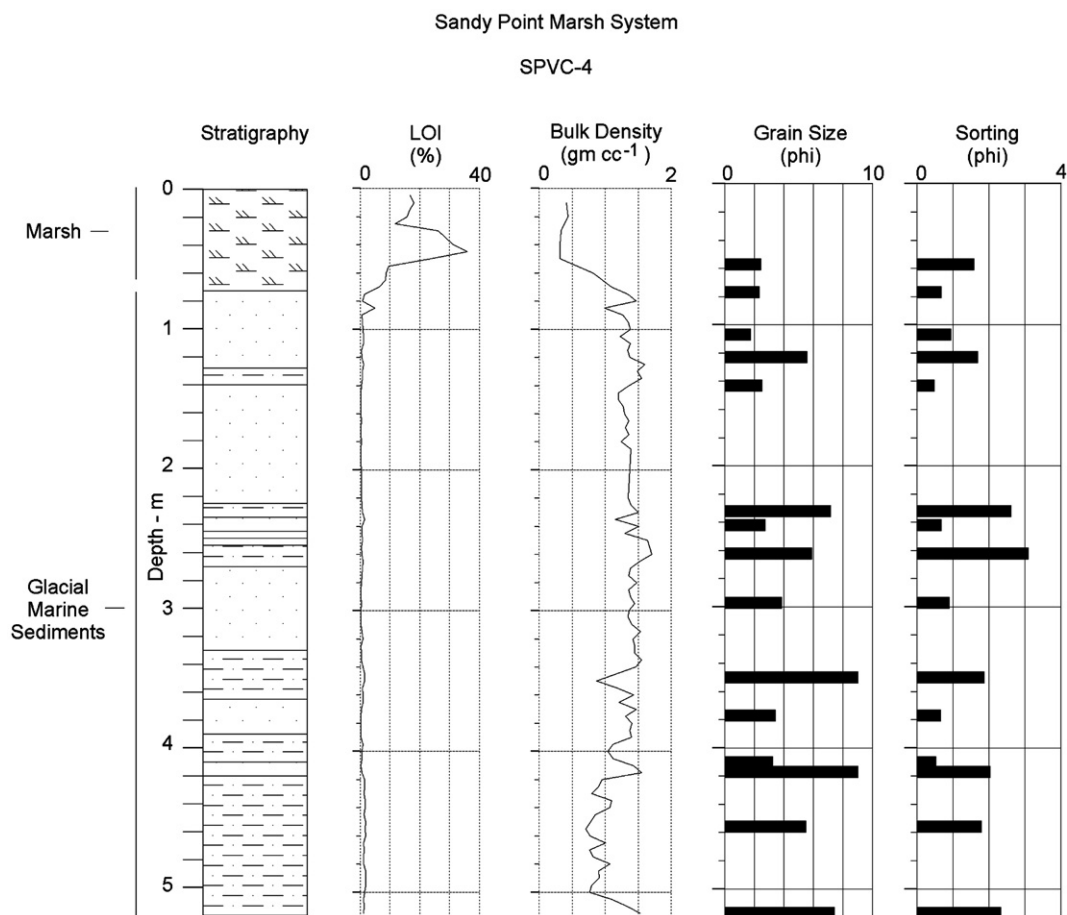 Sandy Point Marsh System
SPVC-4
Stratigraphy
LOI
(%)
Bulk Density
(gm cc-1 )
Grain Size
(phi)
Sorting
(phi)
0 40
0 2
0 10
0 4
0
Marsh
1
2
Depth - m
Glacial
Marine
Sediments
3
4
5